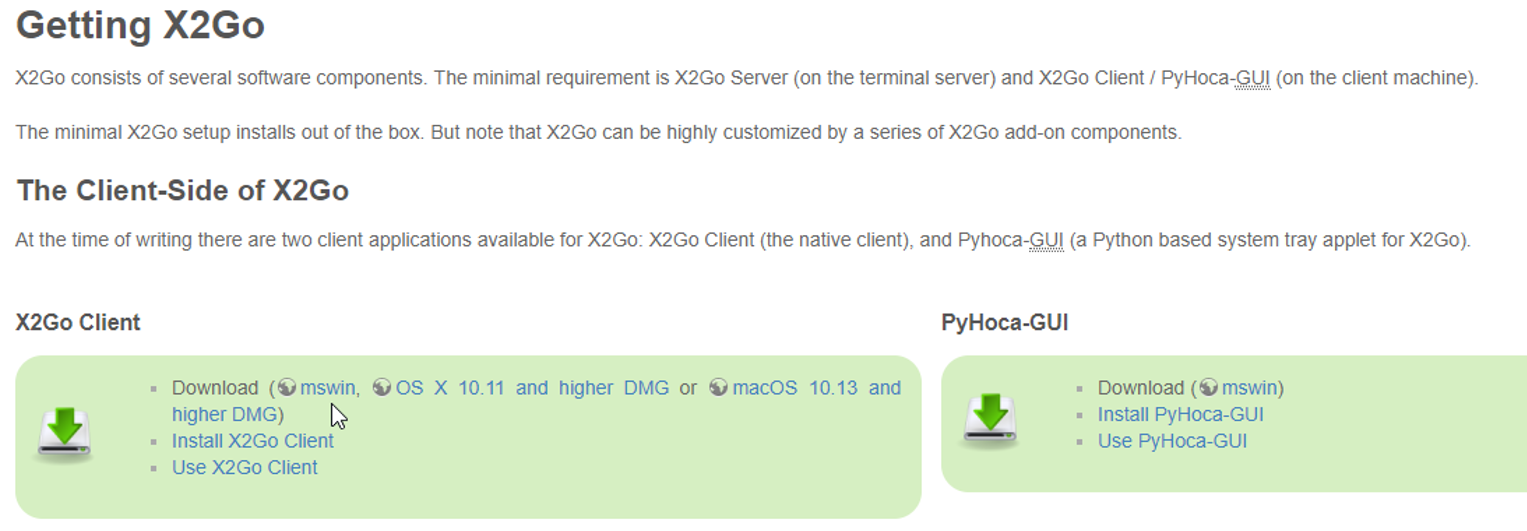 Getting X2Go
X2Go consists of several software components. The minimal requirement is X2Go Server (on the terminal server) and X2Go Client / PyHoca-GUI (on the client machine).
The minimal X2Go setup installs out of the box. But note that X2Go can be highly customized by a series of X2Go add-on components.
The Client-Side of X2Go
At the time of writing there are two client applications available for X2Go: X2Go Client (the native client), and Pyhoca-GUI (a Python based system tray applet for X2Go).
X2Go Client
Download (mswin, OS X 10.11 and higher DMG or macOS 10.13 and
higher DMG)
Install X2Go Client
Use X2Go Client
PyHoca-GUI
Download (mswin)
Install PyHoca-GUI
Use PyHoca-GUI